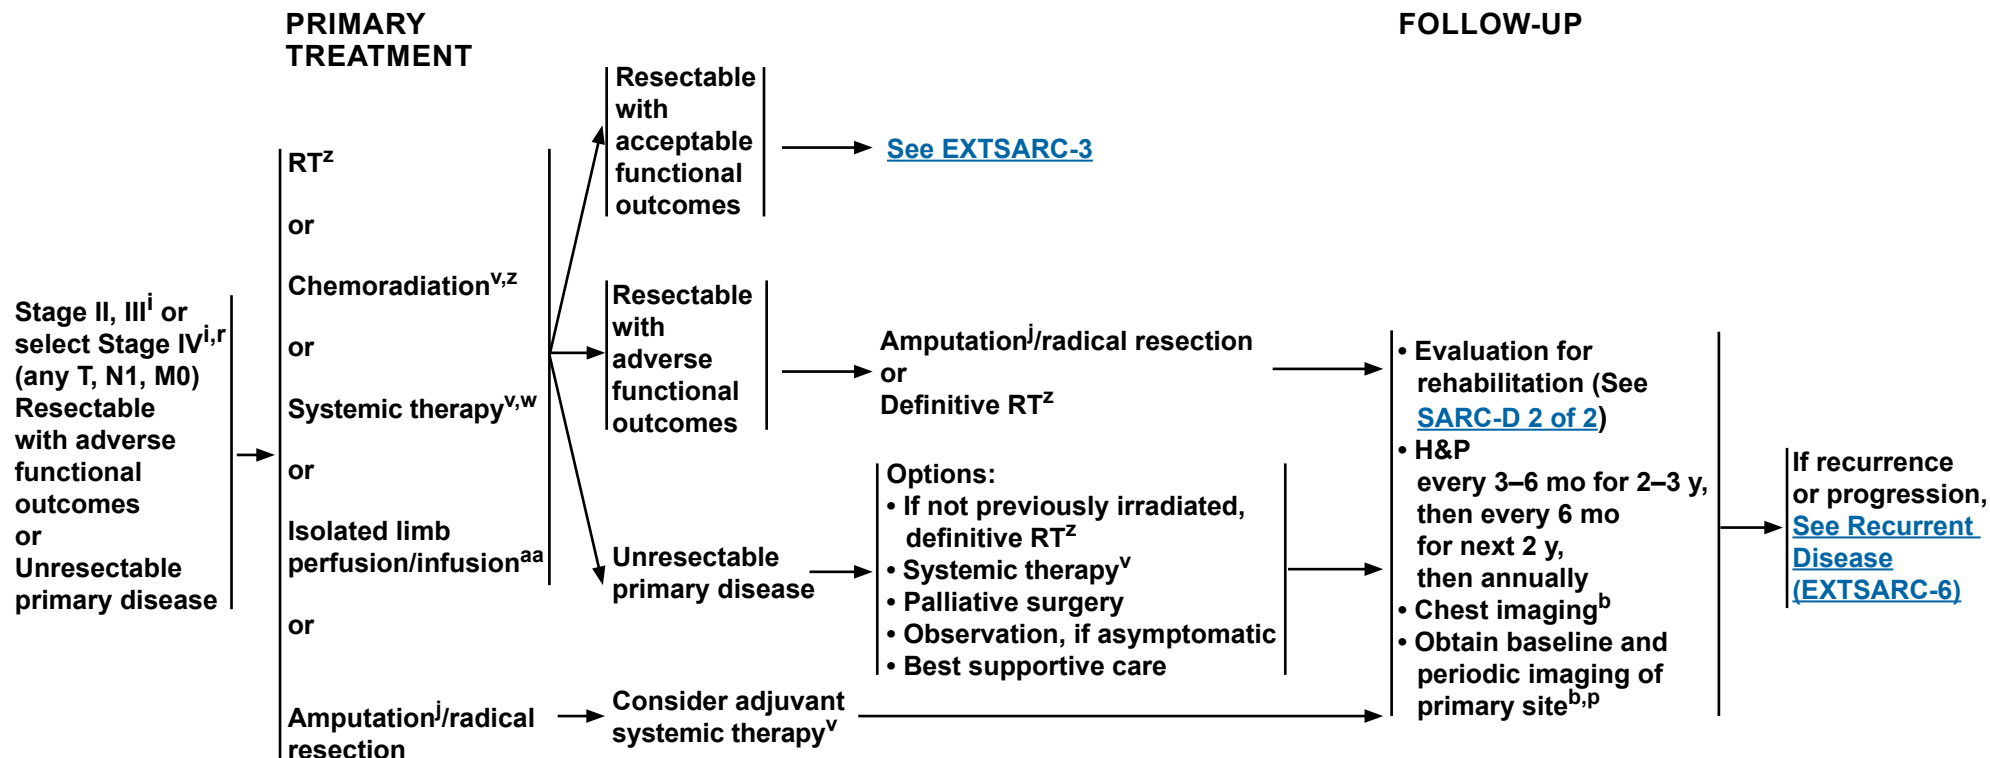 PRIMARY
TREATMENT
FOLLOW-UP
Stage II, IIIi or
select Stage IVi,r
(any T, N1, M0)
Resectable
with adverse
functional
outcomes
or
Unresectable
primary disease
RTz
or
Chemoradiationv,z
or
Systemic therapyv,w
or
Isolated limb
perfusion/infusionaa
or
Amputationj/radical
resection
Resectable
with
acceptable
functional
outcomes
See EXTSARC-3
Resectable
with
adverse
functional
outcomes
Amputationj/radical resection
or
Definitive RTz
Unresectable
primary disease
Options:
• If not previously irradiated,
definitive RTz
• Systemic therapyv
• Palliative surgery
• Observation, if asymptomatic
• Best supportive care
Consider adjuvant
systemic therapyv
• Evaluation for
rehabilitation (See
SARC-D 2 of 2)
• H&P
every 3–6 mo for 2–3 y,
then every 6 mo
for next 2 y,
then annually
• Chest imagingb
• Obtain baseline and
periodic imaging of
primary siteb,p
If recurrence
or progression,
See Recurrent
Disease
(EXTSARC-6)